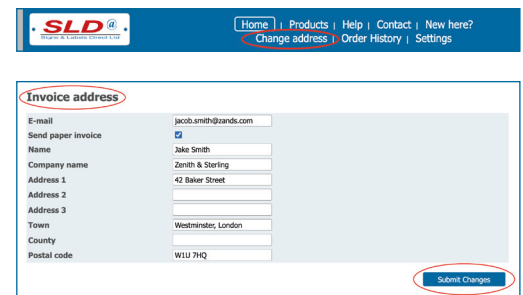 SLD@
Signs & Labels Direct Ltd
Home | Products | Help | Contact | New here?
Change address | Order History | Settings
Invoice address
E-mail jacob.smith@zands.com
Send paper invoice
Name Jake Smith
Company name Zenith & Sterling
Address 1 42 Baker Street
Address 2
Address 3
Town Westminster, London
County
Postal code W1U 7HQ
Submit Changes